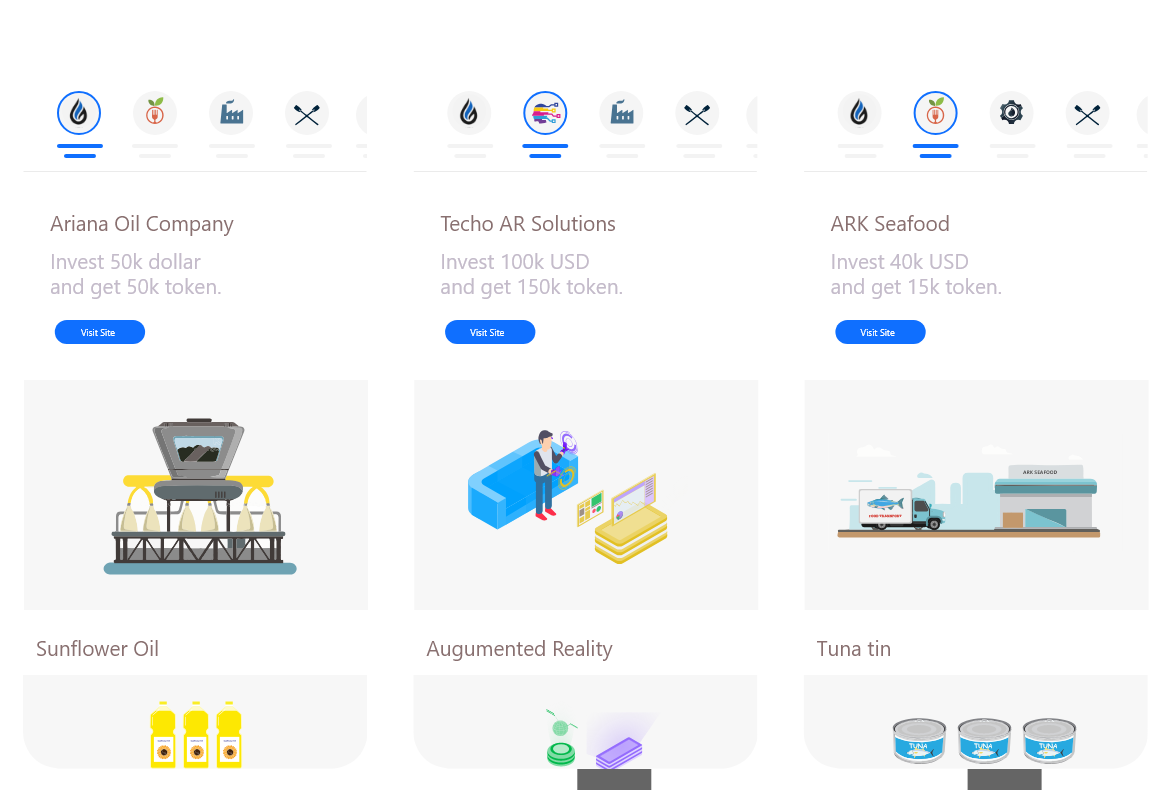 Ariana Oil Company
Invest 50k dollar
and get 50k token.
Visit Site
Sunflower Oil
Techo AR Solutions
Invest 100k USD
and get 150k token.
Visit Site
Augumented Reality
ARK Seafood
Invest 40k USD
and get 15k token.
Visit Site
ARK SEAFOOD
Tuna tin
TUNA
TUNA
TUNA